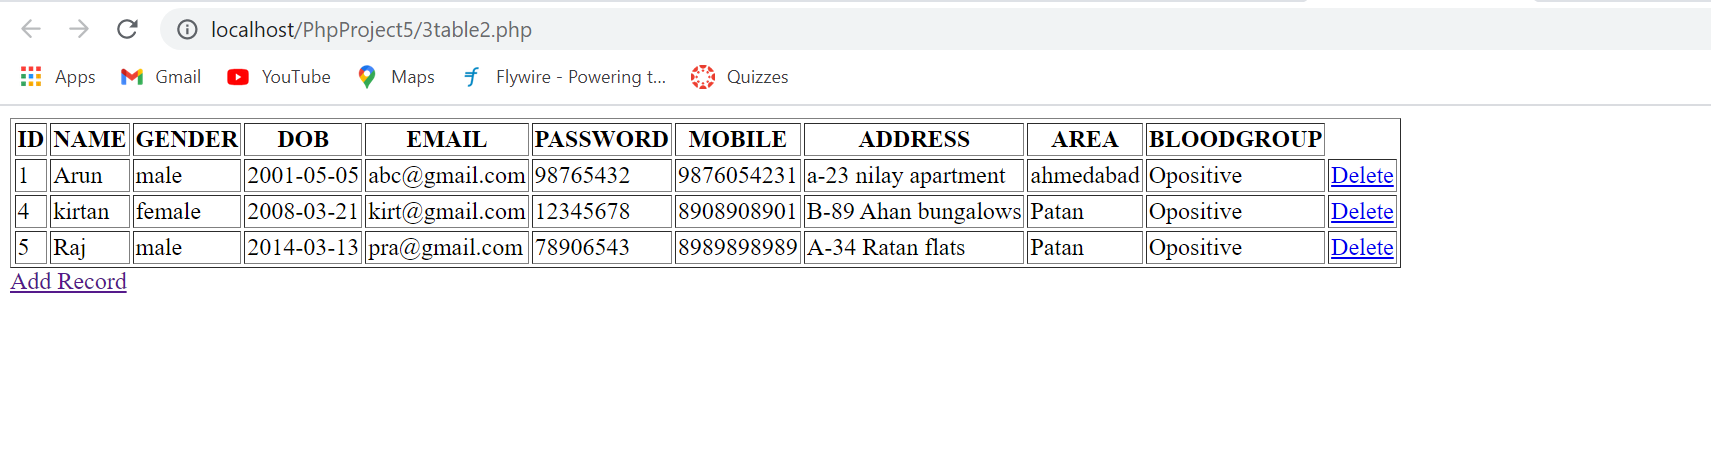 localhost/PhpProject5/3table2.php
Apps Gmail YouTube Maps Flywire - Powering t... Quizzes
ID NAME GENDER DOB EMAIL PASSWORD MOBILE ADDRESS AREA BLOODGROUP
1 Arun male 2001-05-05 abc@gmail.com 98765432 9876054231 a-23 nilay apartment ahmedabad Opositive Delete
4 kirtan female 2008-03-21 kirt@gmail.com 12345678 8908908901 B-89 Ahan bungalows Patan Opositive Delete
5 Raj male 2014-03-13 pra@gmail.com 78906543 8989898989 A-34 Ratan flats Patan Opositive Delete
Add Record